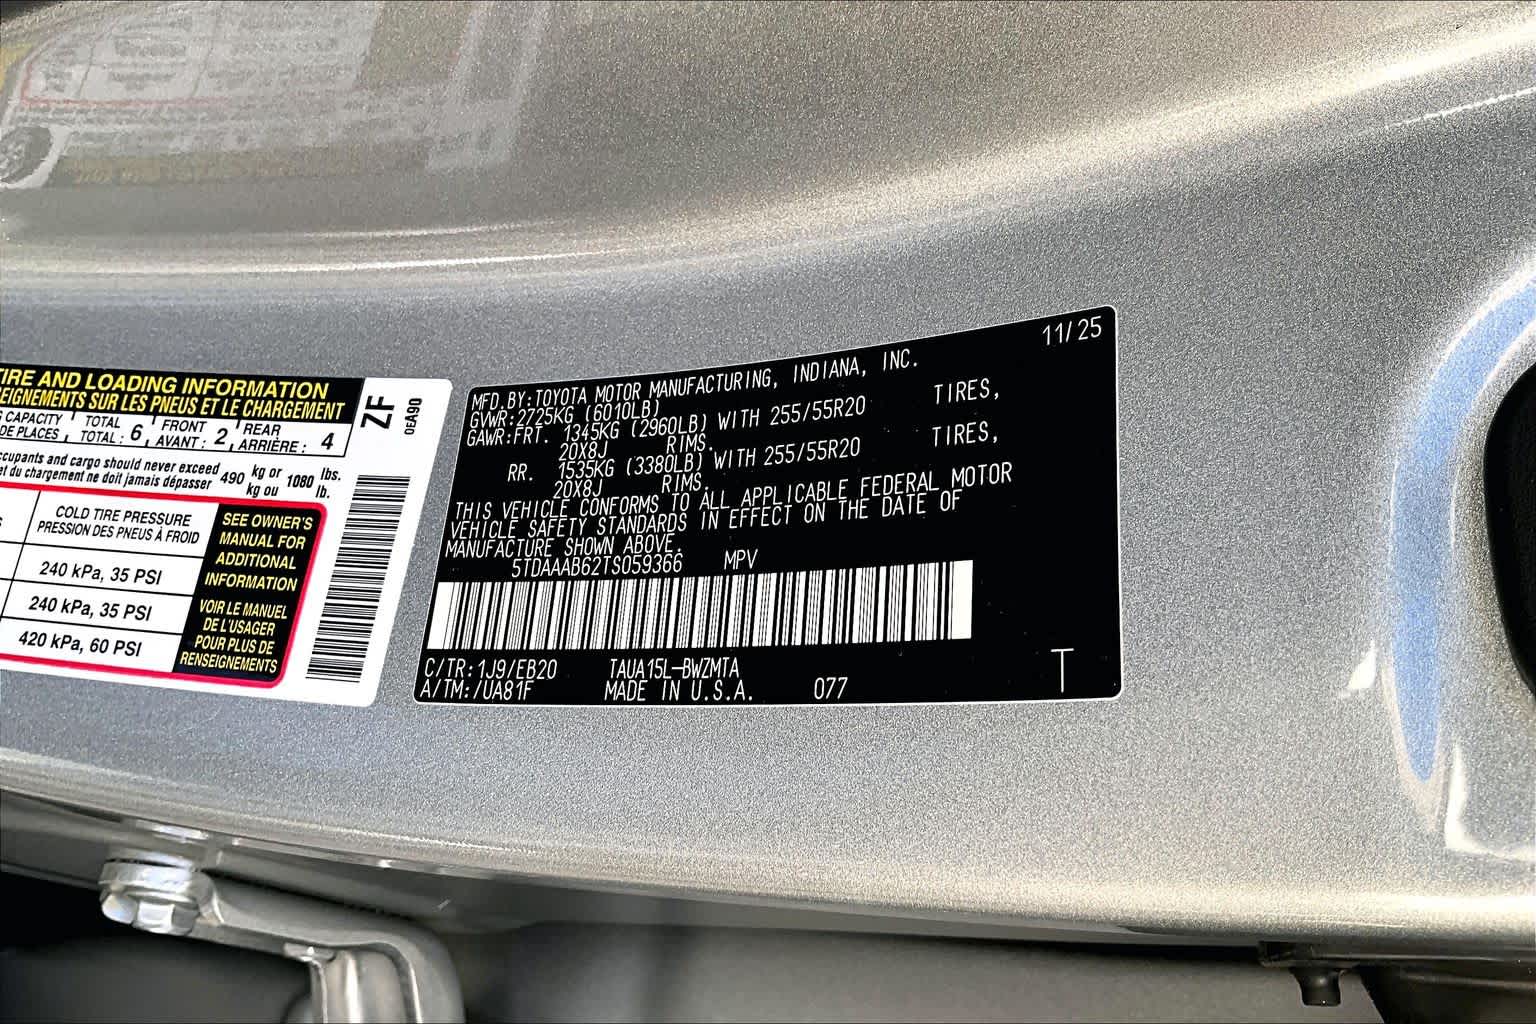 TIRE AND LOADING INFORMATION
SEIGNEMENTS SUR LES PNEUS ET LE CHARGEMENT
CAPACITY TOTAL FRONT REAR
DE PLACES TOTAL : 6 AVANT : 2 ARRIÈRE : 4
occupants and cargo should never exceed 490 kg or 1080 lbs.
et du chargement ne doit jamais dépasser kg ou lb.
COLD TIRE PRESSURE
PRESSION DES PNEUS À FROID
240 kPa, 35 PSI
240 kPa, 35 PSI
420 kPa, 60 PSI
SEE OWNER'S
MANUAL FOR
ADDITIONAL
INFORMATION
VOIR LE MANUEL
DE L'USAGER
POUR PLUS DE
RENSEIGNEMENTS
ZF
0EA90
11/25
MFD.BY:TOYOTA MOTOR MANUFACTURING, INDIANA, INC.
GVWR:2725KG (6010LB)
GAWR:FRT. 1345KG (2960LB) WITH 255/55R20 TIRES,
20X8J RIMS.
RR. 1535KG (3380LB) WITH 255/55R20 TIRES,
20X8J RIMS.
THIS VEHICLE CONFORMS TO ALL APPLICABLE FEDERAL MOTOR
VEHICLE SAFETY STANDARDS IN EFFECT ON THE DATE OF
MANUFACTURE SHOWN ABOVE.
5TDAAAB62TS059366 MPV
C/TR:1J9/EB20 TAUA15L-BWZMTA
A/TM:/UA81F MADE IN U.S.A. 077
T